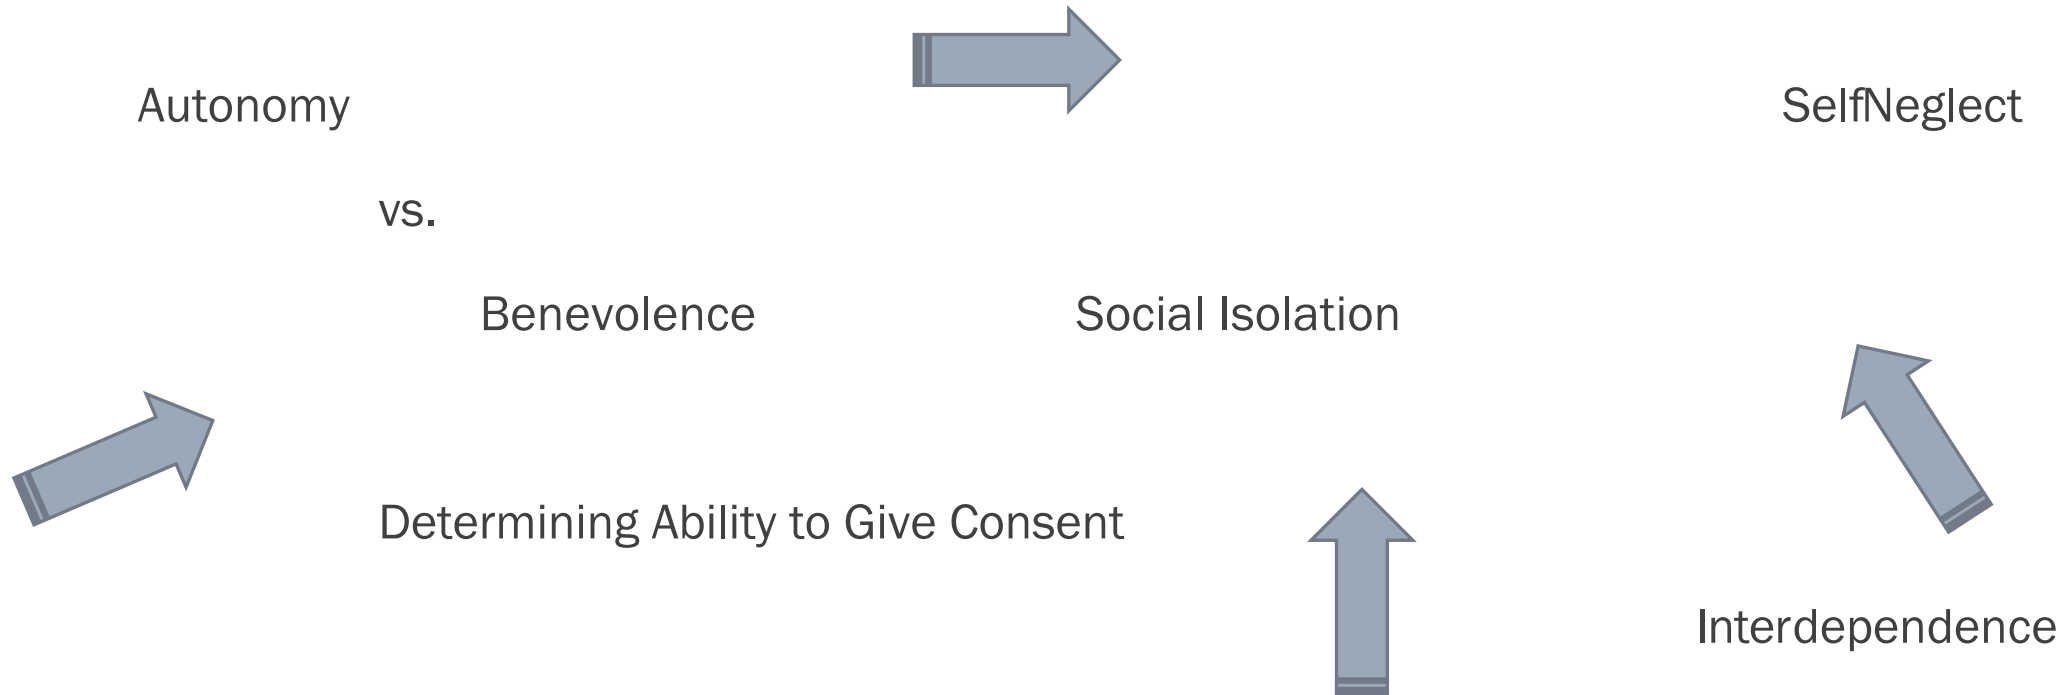 Autonomy
SelfNeglect
vs.
Benevolence
Social Isolation
Determining Ability to Give Consent
Interdependence